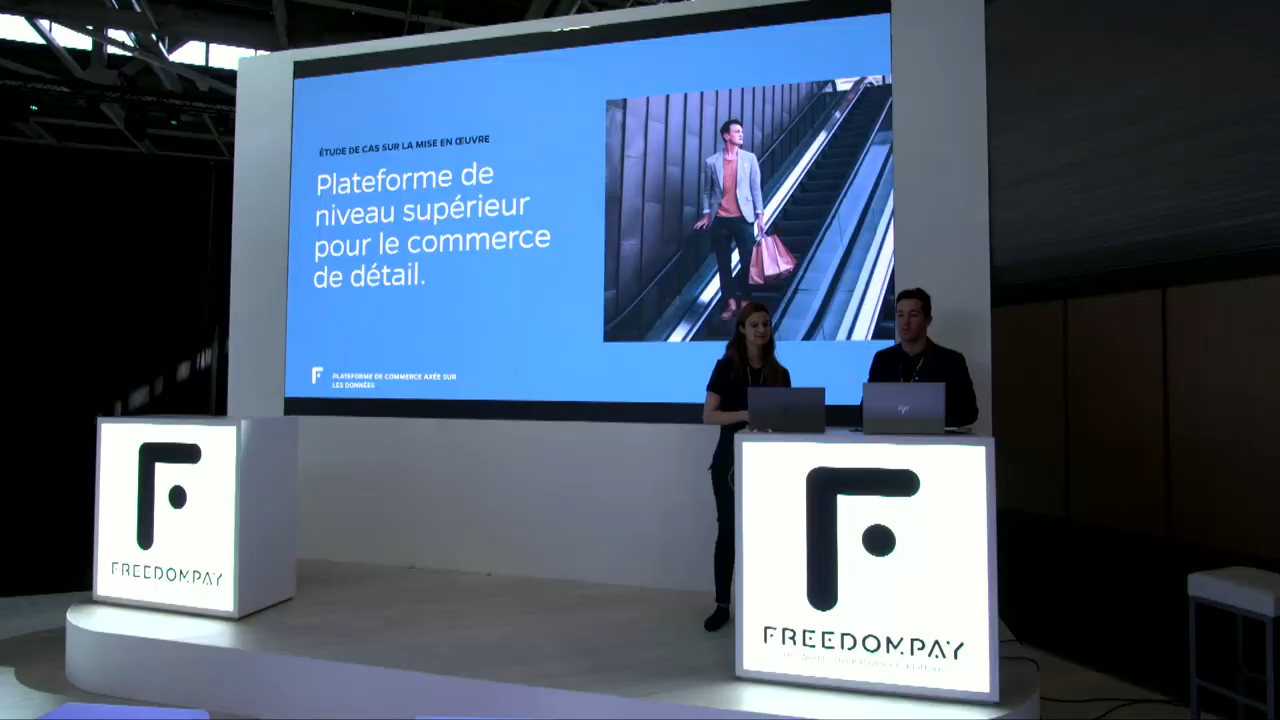 ÉTUDE DE CAS SUR LA MISE EN ŒUVRE
Plateforme de
niveau supérieur
pour le commerce
de détail.
PLATEFORME DE COMMERCE AXÉE SUR
LES DONNÉES
FREEDOMPAY
hp
FREEDOMPAY